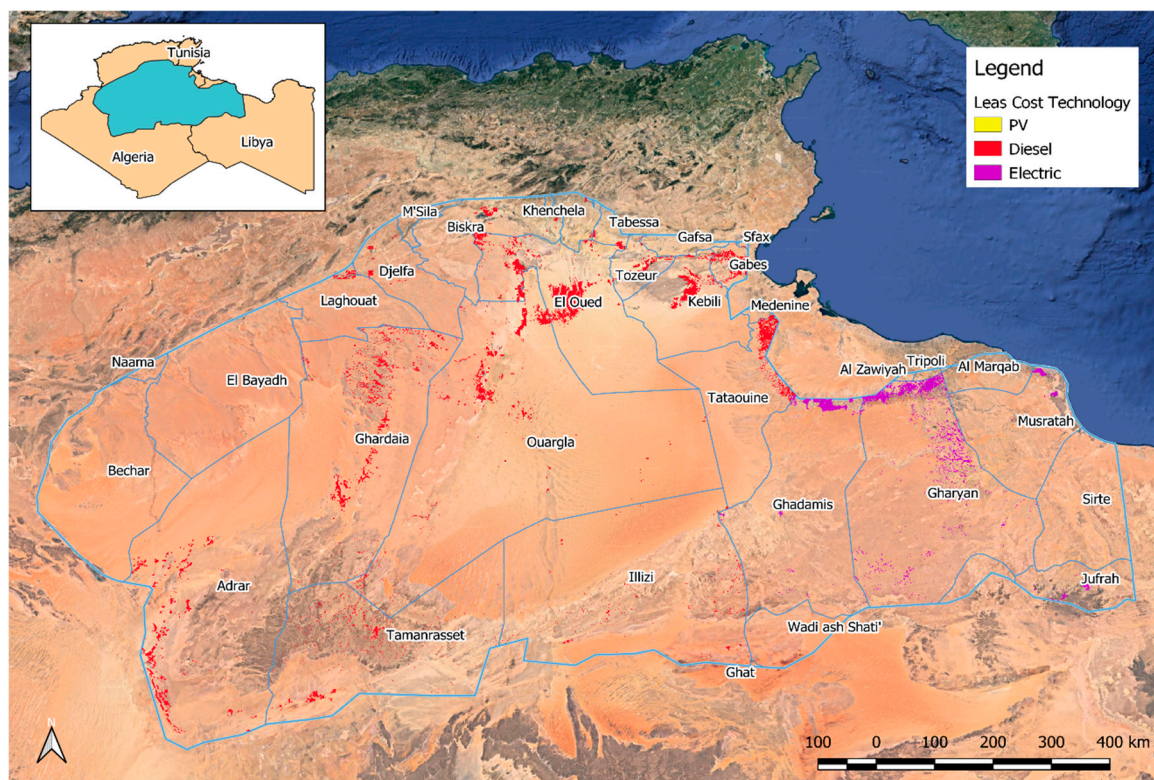 Tunisia
Algeria
Libya
Legend
Leas Cost Technology
PV
Diesel
Electric
M'Sila
Khenchela
Biskra
Tabessa
Gafsa
Sfax
Djelfa
Tozeur
Gabes
Laghouat
El Oued
Kebili
Medenine
Naama
El Bayadh
Al Zawiyah
Tripoli
Al Marqab
Tataouine
Musratah
Ghardaia
Ouargla
Bechar
Ghadamis
Gharyan
Sirte
Adrar
Illizi
Jufrah
Tamanrasset
Wadi ash Shati'
Ghat
N
100 0 100 200 300 400 km